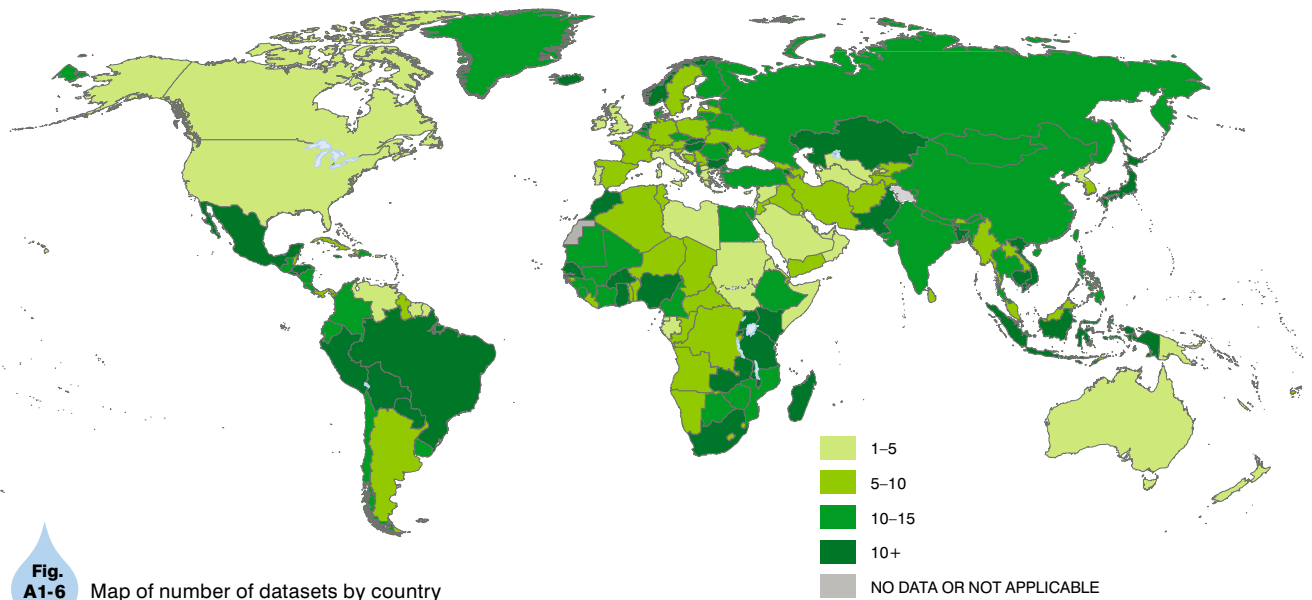 1–5
5–10
10–15
10+
NO DATA OR NOT APPLICABLE
Fig.
A1-6
Map of number of datasets by country